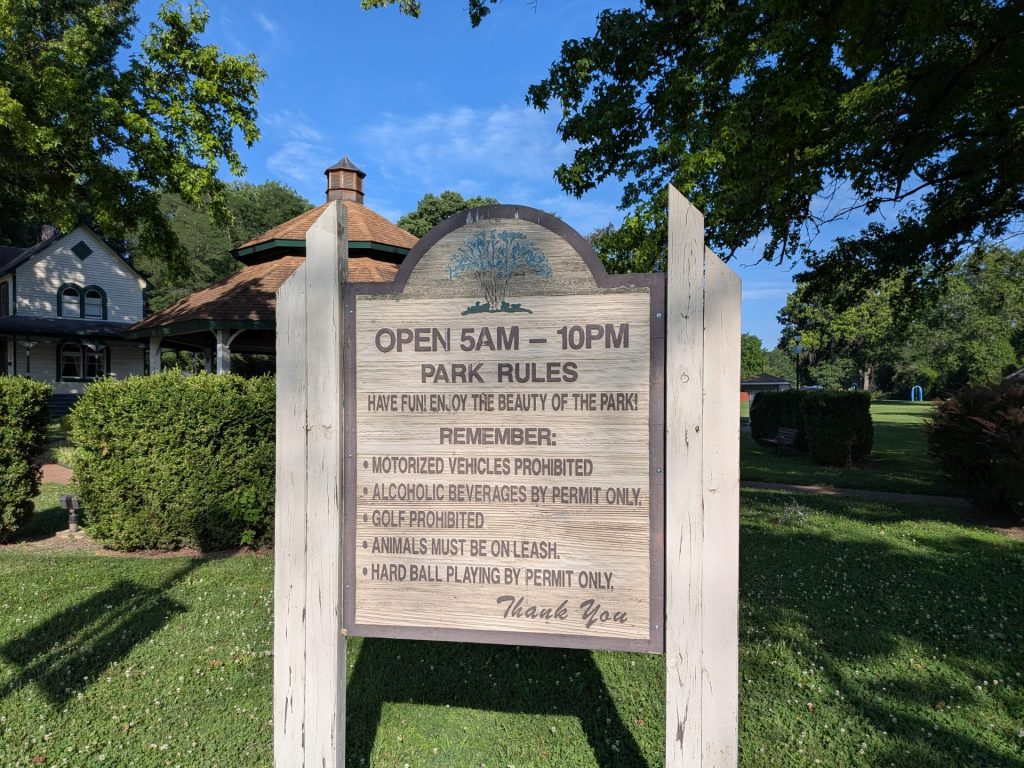 OPEN 5AM – 10PM
PARK RULES
HAVE FUN! ENJOY THE BEAUTY OF THE PARK!
REMEMBER:
• MOTORIZED VEHICLES PROHIBITED
• ALCOHOLIC BEVERAGES BY PERMIT ONLY.
• GOLF PROHIBITED
• ANIMALS MUST BE ON LEASH.
• HARD BALL PLAYING BY PERMIT ONLY.
Thank You